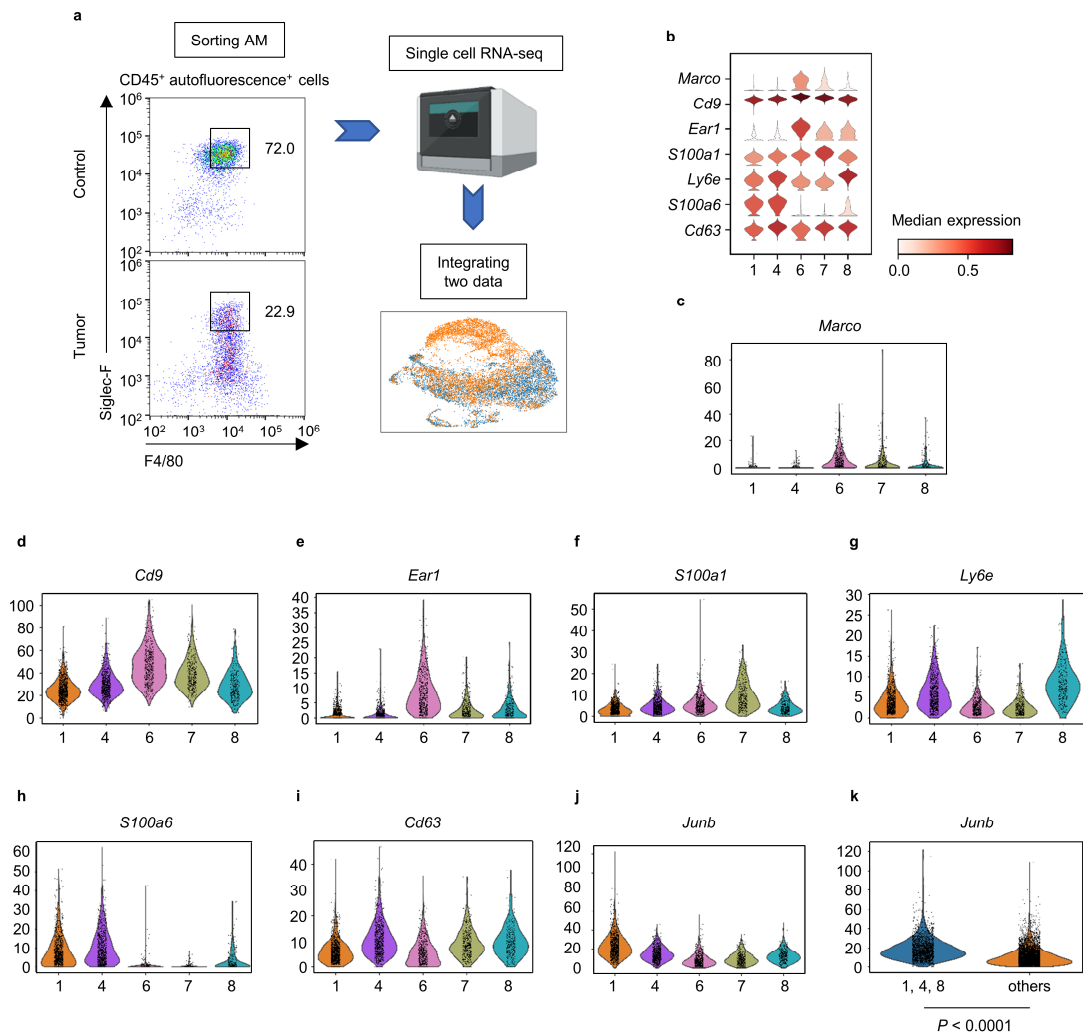 a
Sorting AM
CD45⁺ autofluorescence⁺ cells
10⁶
10⁵
10⁴
10³
10²
Control
72.0
10⁶
10⁵
10⁴
10³
10²
Tumor
22.9
Siglec-F
10² 10³ 10⁴ 10⁵ 10⁶
F4/80
Single cell RNA-seq
Integrating
two data
b
Marco
Cd9
Ear1
S100a1
Ly6e
S100a6
Cd63
1 4 6 7 8
Median expression
0.0 0.5
c
Marco
80
60
40
20
0
1 4 6 7 8
d
Cd9
100
80
60
40
20
0
1 4 6 7 8
e
Ear1
40
35
30
25
20
15
10
5
0
1 4 6 7 8
f
S100a1
50
40
30
20
10
0
1 4 6 7 8
g
Ly6e
30
25
20
15
10
5
0
1 4 6 7 8
h
S100a6
60
50
40
30
20
10
0
1 4 6 7 8
i
Cd63
40
30
20
10
0
1 4 6 7 8
j
Junb
120
100
80
60
40
20
0
1 4 6 7 8
k
Junb
120
100
80
60
40
20
0
1, 4, 8 others
P < 0.0001